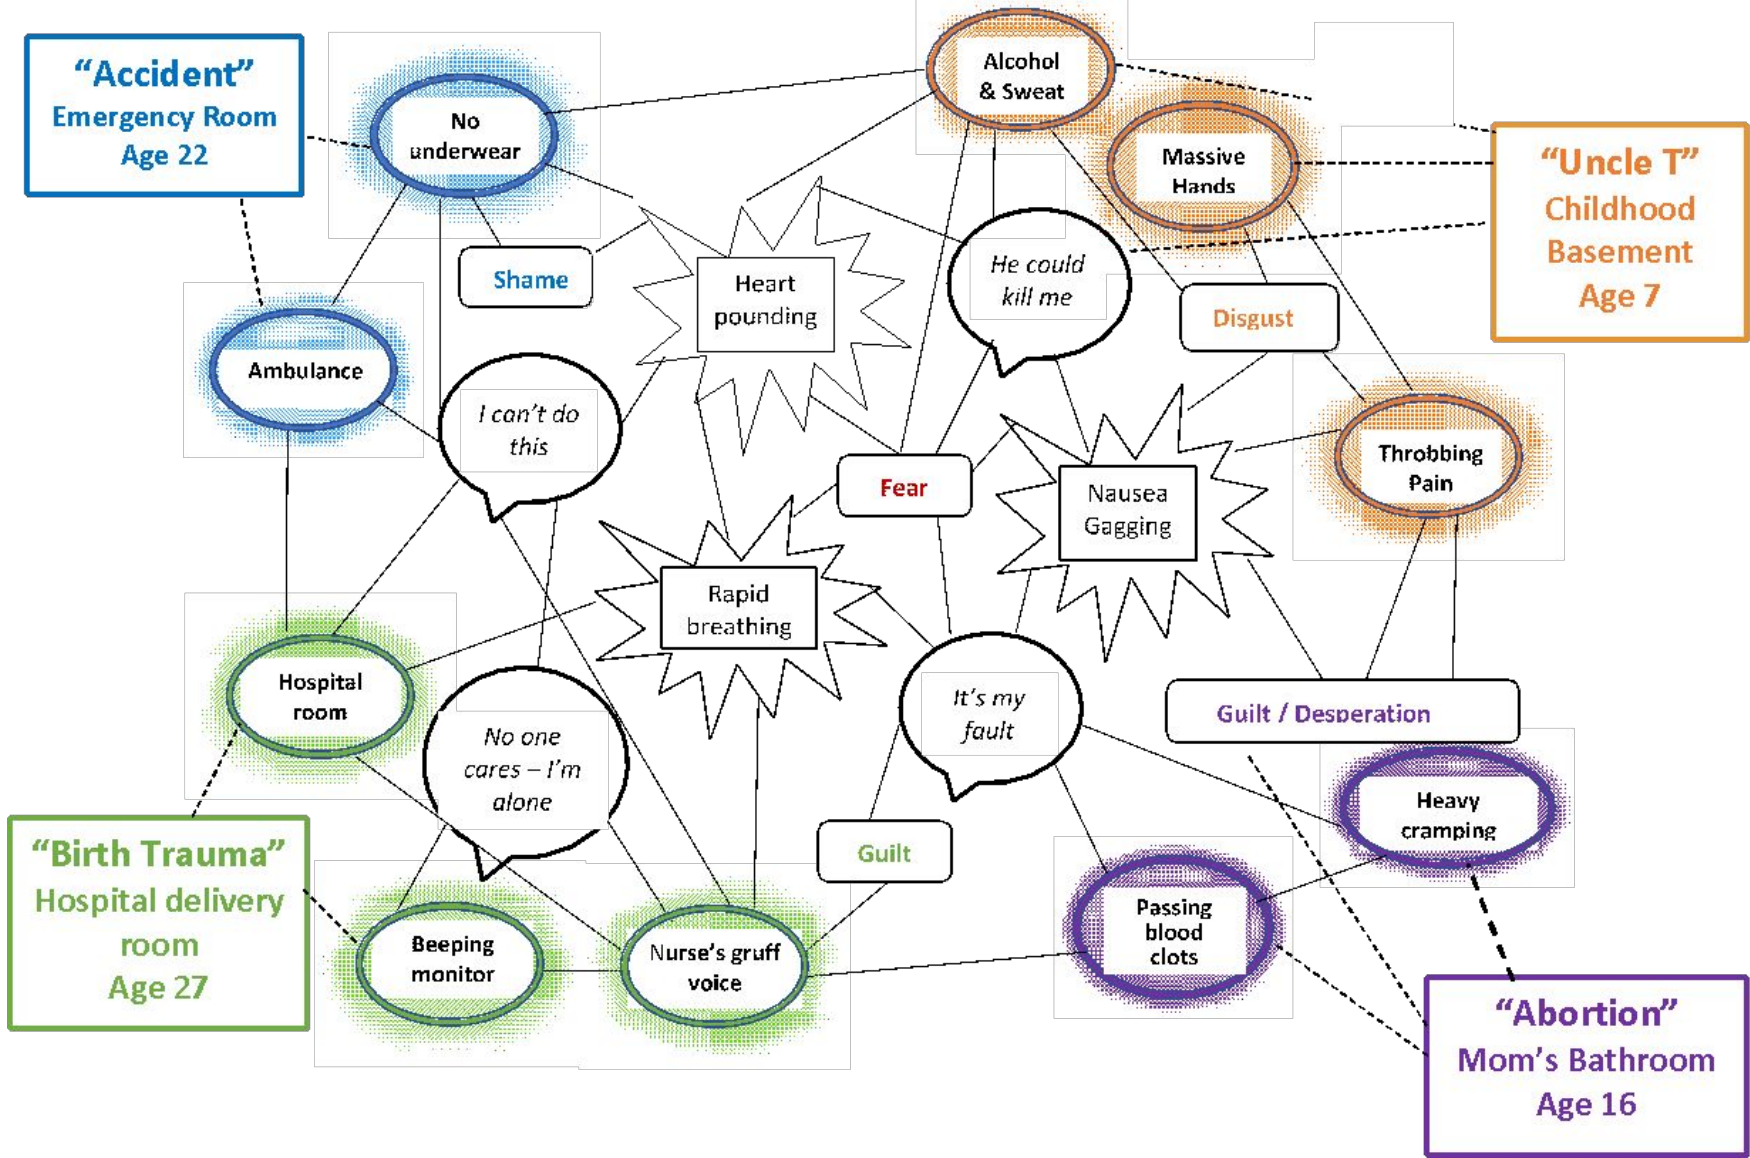 “Accident”
Emergency Room
Age 22
No
underwear
Alcohol
& Sweat
Massive
Hands
“Uncle T”
Childhood
Basement
Age 7
Shame
Heart
pounding
He could
kill me
Disgust
Ambulance
I can’t do
this
Fear
Nausea
Gagging
Throbbing
Pain
Rapid
breathing
Hospital
room
No one
cares – I’m
alone
It’s my
fault
Guilt / Desperation
Heavy
cramping
“Birth Trauma”
Hospital delivery
room
Age 27
Guilt
Beeping
monitor
Nurse’s gruff
voice
Passing
blood
clots
“Abortion”
Mom’s Bathroom
Age 16